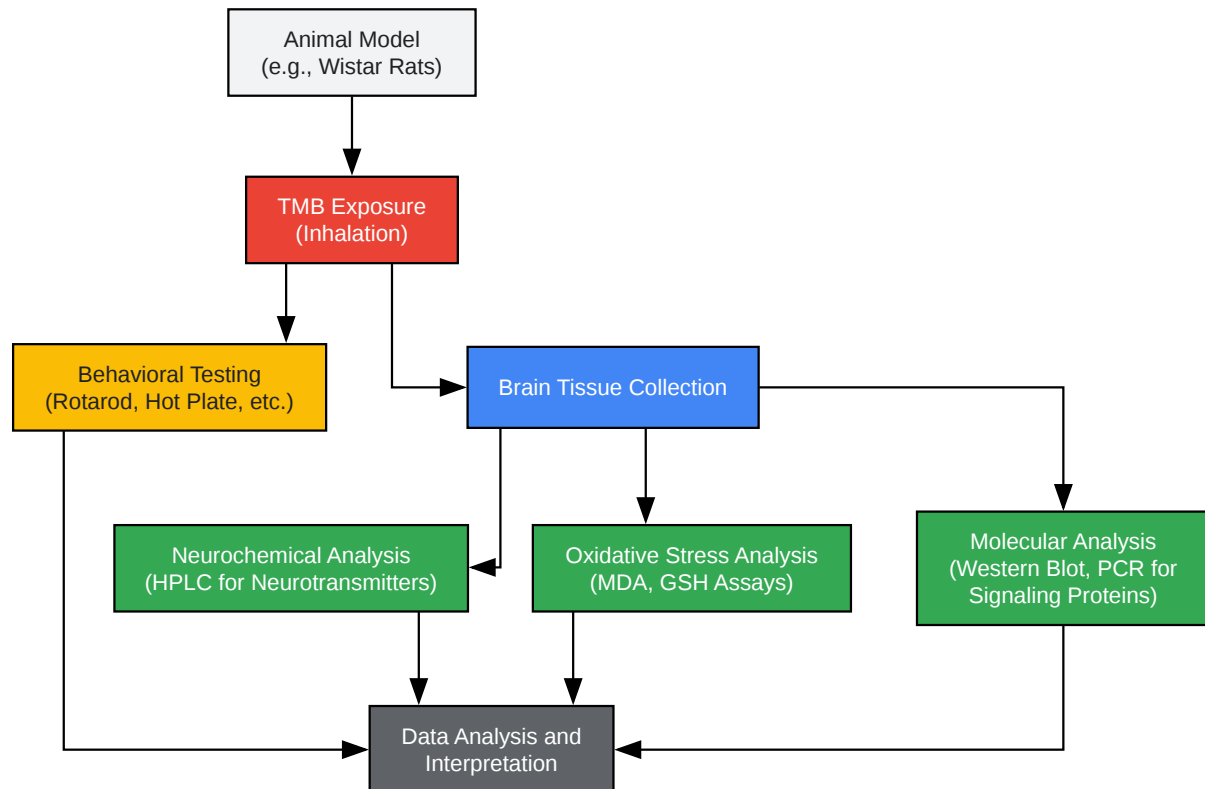 Animal Model
(e.g., Wistar Rats)
TMB Exposure
(Inhalation)
Behavioral Testing
(Rotarod, Hot Plate, etc.)
Brain Tissue Collection
Neurochemical Analysis
(HPLC for Neurotransmitters)
Oxidative Stress Analysis
(MDA, GSH Assays)
Molecular Analysis
(Western Blot, PCR for
Signaling Proteins)
Data Analysis and
Interpretation